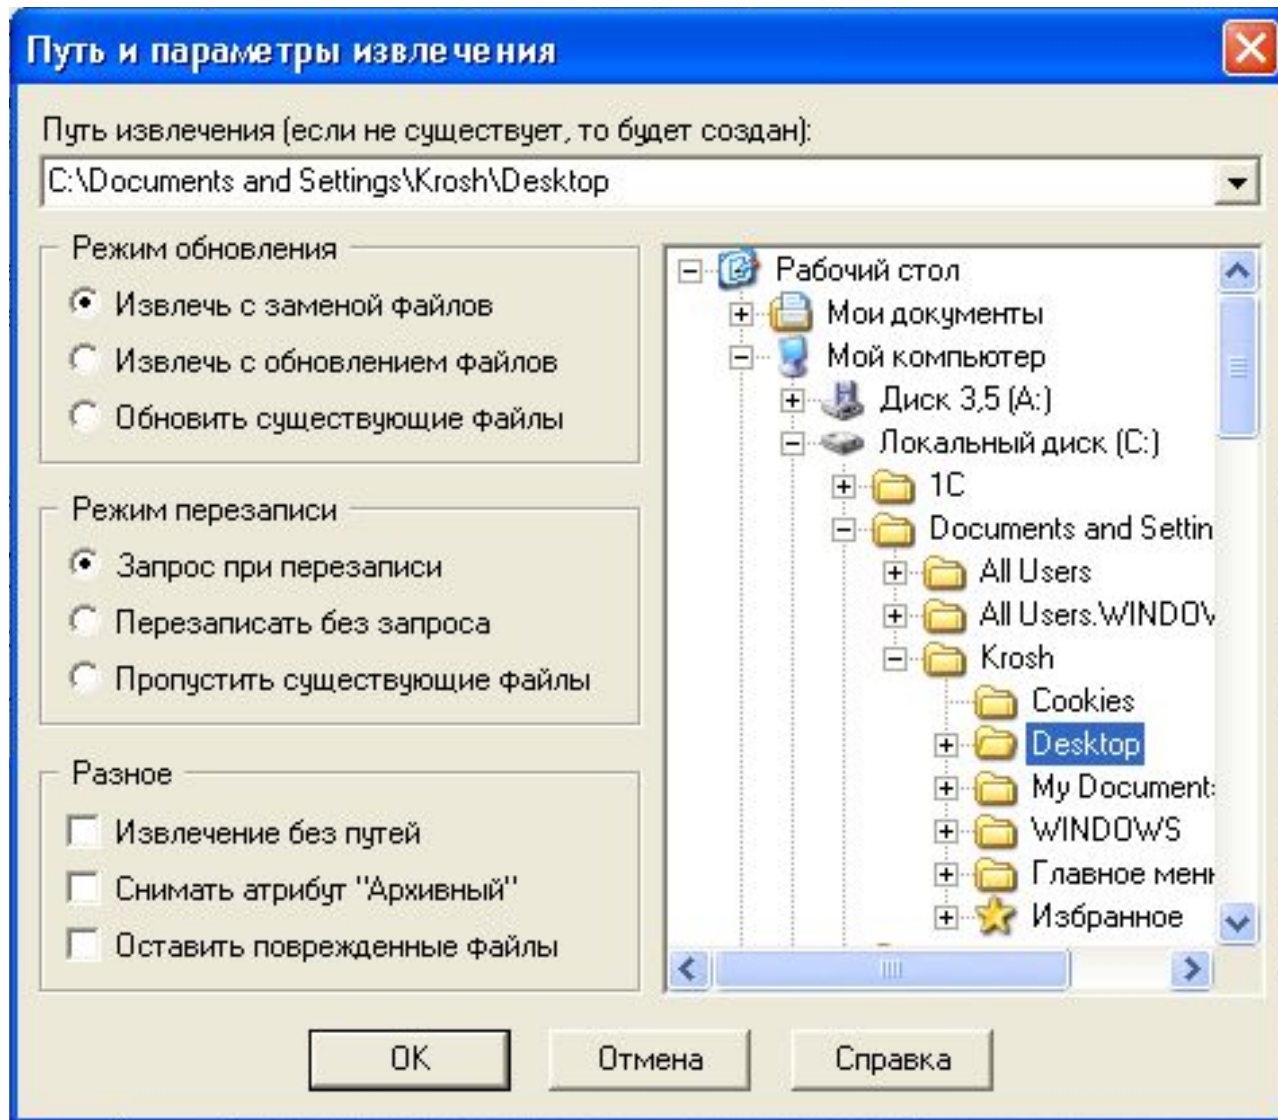 Путь и параметры извлечения
Путь извлечения (если не существует, то будет создан):
C:\Documents and Settings\Krosh\Desktop
Режим обновления
Извлечь с заменой файлов
Извлечь с обновлением файлов
Обновить существующие файлы
Режим перезаписи
Запрос при перезаписи
Перезаписать без запроса
Пропустить существующие файлы
Разное
Извлечение без путей
Снимать атрибут "Архивный"
Оставить поврежденные файлы
Рабочий стол
Мои документы
Мой компьютер
Диск 3,5 (A:)
Локальный диск (C:)
1C
Documents and Settin
All Users
All Users.WINDOW
Krosh
Cookies
Desktop
My Document
WINDOWS
Главное мен
Избранное
OK
Отмена
Справка